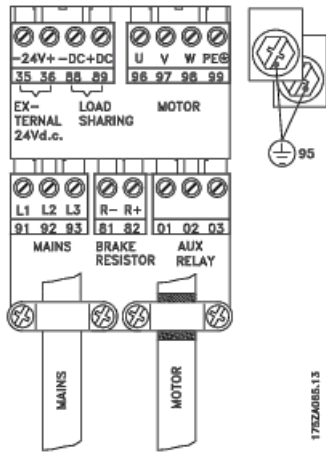 -24V+ -DC+DC U V W PE
35 36 88 89 96 97 98 99
EX-
TERNAL
24Vd.c.
LOAD
SHARING
MOTOR
95
L1 L2 L3 R- R+
91 92 93 81 82 01 02 03
MAINS
BRAKE
RESISTOR
AUX
RELAY
MAINS
MOTOR
175ZA085.13